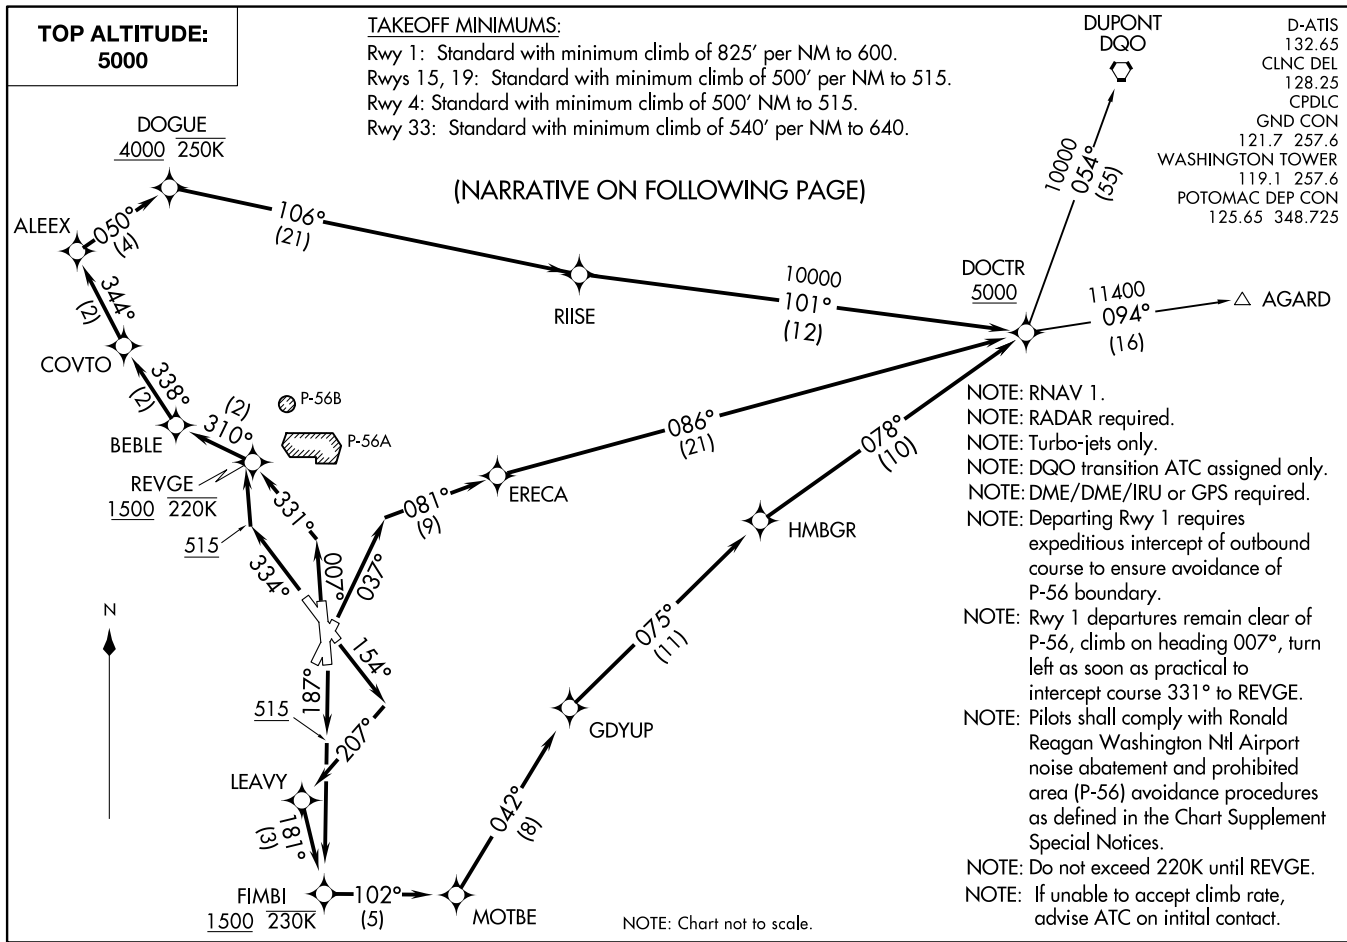 TOP ALTITUDE:
5000
TAKEOFF MINIMUMS:
Rwy 1: Standard with minimum climb of 825' per NM to 600.
Rwys 15, 19: Standard with minimum climb of 500' per NM to 515.
Rwy 4: Standard with minimum climb of 500' NM to 515.
Rwy 33: Standard with minimum climb of 540' per NM to 640.
(NARRATIVE ON FOLLOWING PAGE)
DUPONT
DQO
D-ATIS
132.65
CLNC DEL
128.25
CPDLC
GND CON
121.7 257.6
WASHINGTON TOWER
119.1 257.6
POTOMAC DEP CON
125.65 348.725
10000
054°
(55)
DOGUE
4000 250K
ALEEX
050°
(4)
106°
(21)
RIISE
10000
101°
(12)
DOCTR
5000
11400
094°
(16)
AGARD
344°
(2)
COVTO
338°
(2)
BEBLE
(2)
310°
P-56B
P-56A
REVGE
1500 220K
515
331°
334°
007°
037°
081°
(9)
ERECA
086°
(21)
078°
(10)
HMBGR
N
154°
187°
515
207°
LEAVY
181°
(3)
FIMBI
1500 230K
102°
(5)
MOTBE
042°
(8)
GDYUP
075°
(11)
NOTE: Chart not to scale.
NOTE: RNAV 1.
NOTE: RADAR required.
NOTE: Turbo-jets only.
NOTE: DQO transition ATC assigned only.
NOTE: DME/DME/IRU or GPS required.
NOTE: Departing Rwy 1 requires
expeditious intercept of outbound
course to ensure avoidance of
P-56 boundary.
NOTE: Rwy 1 departures remain clear of
P-56, climb on heading 007°, turn
left as soon as practical to
intercept course 331° to REVGE.
NOTE: Pilots shall comply with Ronald
Reagan Washington Ntl Airport
noise abatement and prohibited
area (P-56) avoidance procedures
as defined in the Chart Supplement
Special Notices.
NOTE: Do not exceed 220K until REVGE.
NOTE: If unable to accept climb rate,
advise ATC on intital contact.